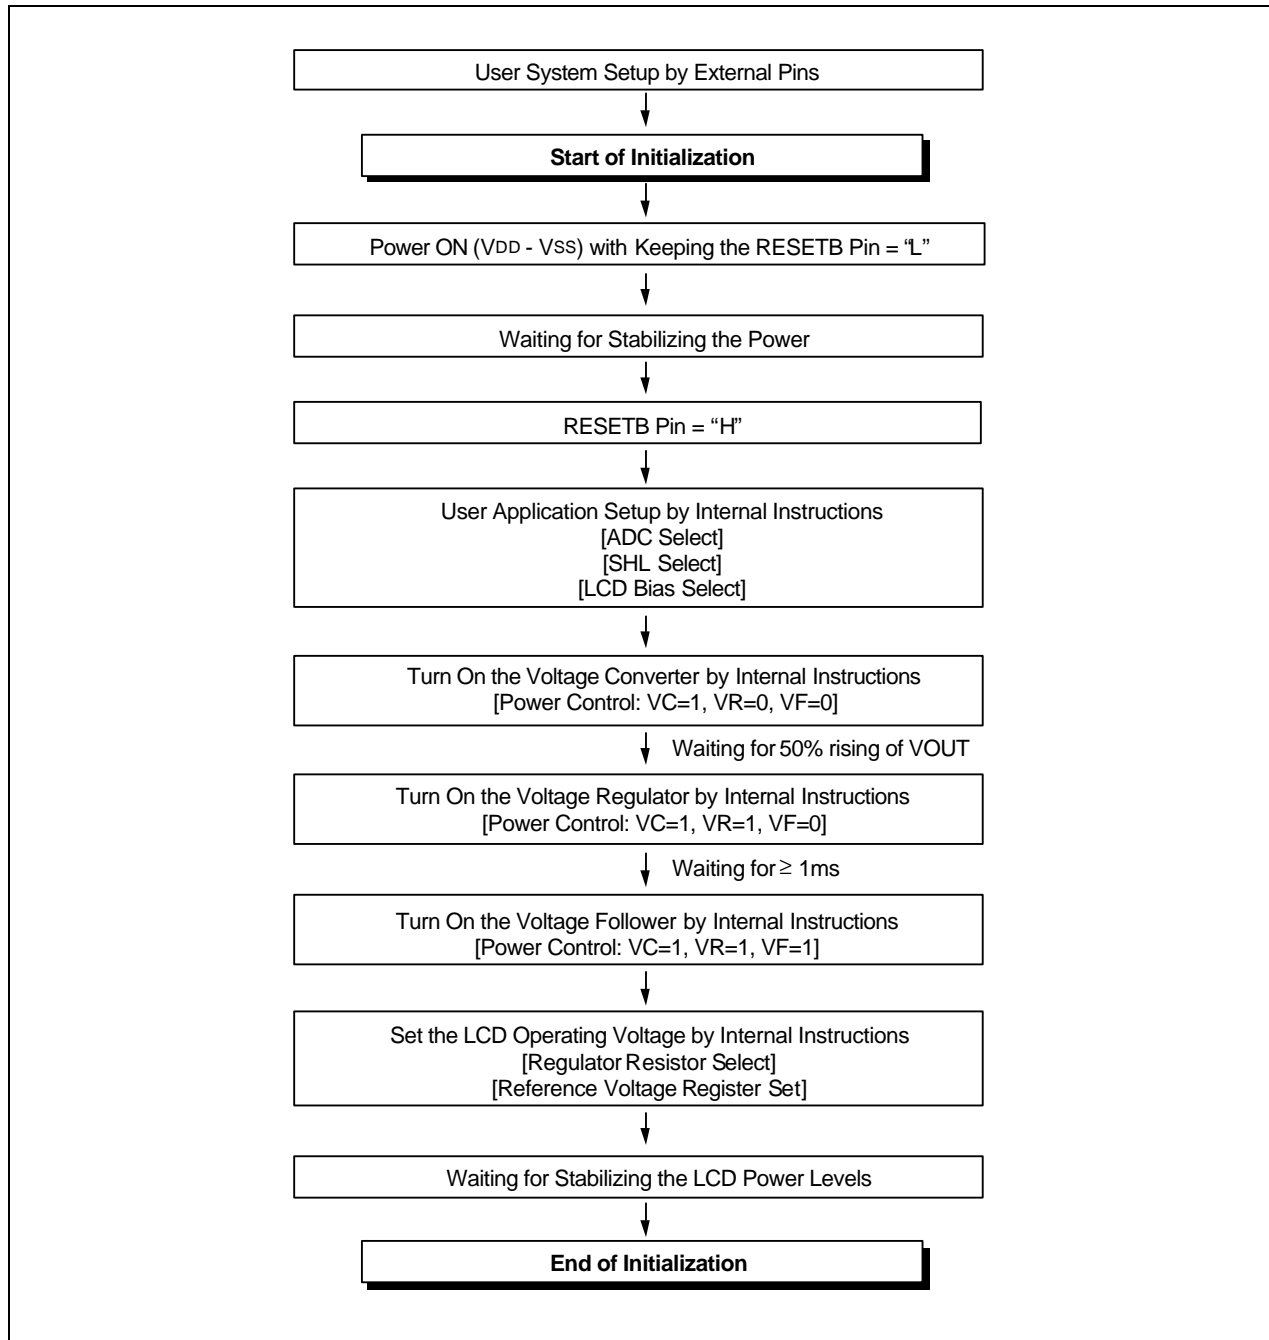 User System Setup by External Pins
Start of Initialization
Power ON (VDD - VSS) with Keeping the RESETB Pin = “L”
Waiting for Stabilizing the Power
RESETB Pin = “H”
User Application Setup by Internal Instructions
[ADC Select]
[SHL Select]
[LCD Bias Select]
Turn On the Voltage Converter by Internal Instructions
[Power Control: VC=1, VR=0, VF=0]
Waiting for 50% rising of VOUT
Turn On the Voltage Regulator by Internal Instructions
[Power Control: VC=1, VR=1, VF=0]
Waiting for ≥ 1ms
Turn On the Voltage Follower by Internal Instructions
[Power Control: VC=1, VR=1, VF=1]
Set the LCD Operating Voltage by Internal Instructions
[Regulator Resistor Select]
[Reference Voltage Register Set]
Waiting for Stabilizing the LCD Power Levels
End of Initialization